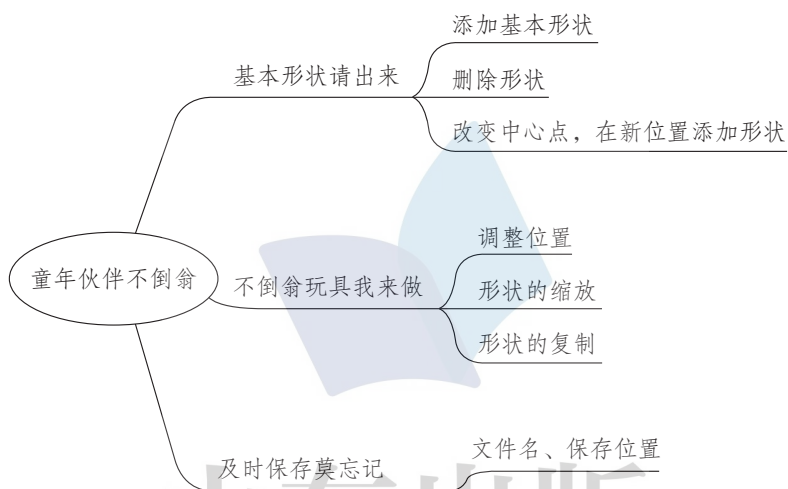 添加基本形状
基本形状请出来
删除形状
改变中心点，在新位置添加形状
调整位置
童年伙伴不倒翁
不倒翁玩具我来做
形状的缩放
形状的复制
文件名、保存位置
及时保存莫忘记